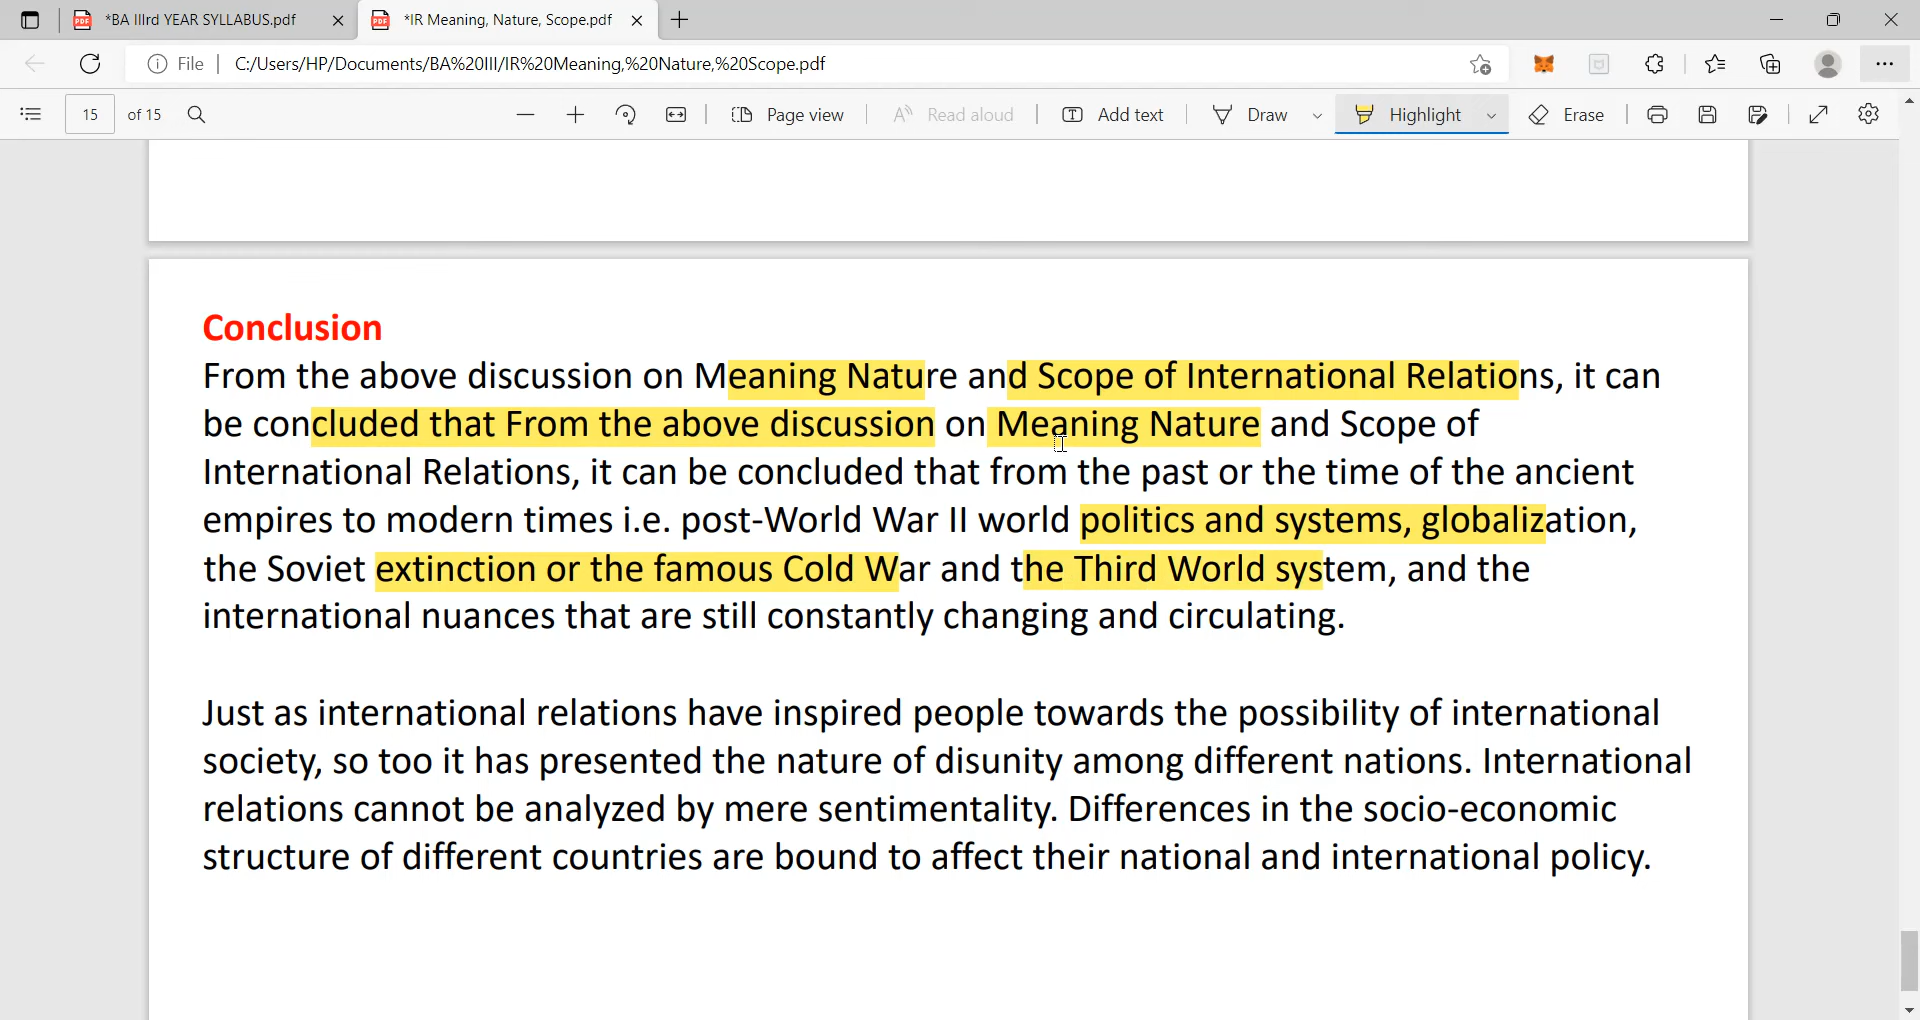 *BA IIIrd YEAR SYLLABUS.pdf
*IR Meaning, Nature, Scope.pdf
File
C:/Users/HP/Documents/BA%20III/IR%20Meaning,%20Nature,%20Scope.pdf
15 of 15
Page view
Read aloud
Add text
Draw
Highlight
Erase
Conclusion
From the above discussion on Meaning Nature and Scope of International Relations, it can
be concluded that From the above discussion on Meaning Nature and Scope of
International Relations, it can be concluded that from the past or the time of the ancient
empires to modern times i.e. post-World War II world politics and systems, globalization,
the Soviet extinction or the famous Cold War and the Third World system, and the
international nuances that are still constantly changing and circulating.
Just as international relations have inspired people towards the possibility of international
society, so too it has presented the nature of disunity among different nations. International
relations cannot be analyzed by mere sentimentality. Differences in the socio-economic
structure of different countries are bound to affect their national and international policy.